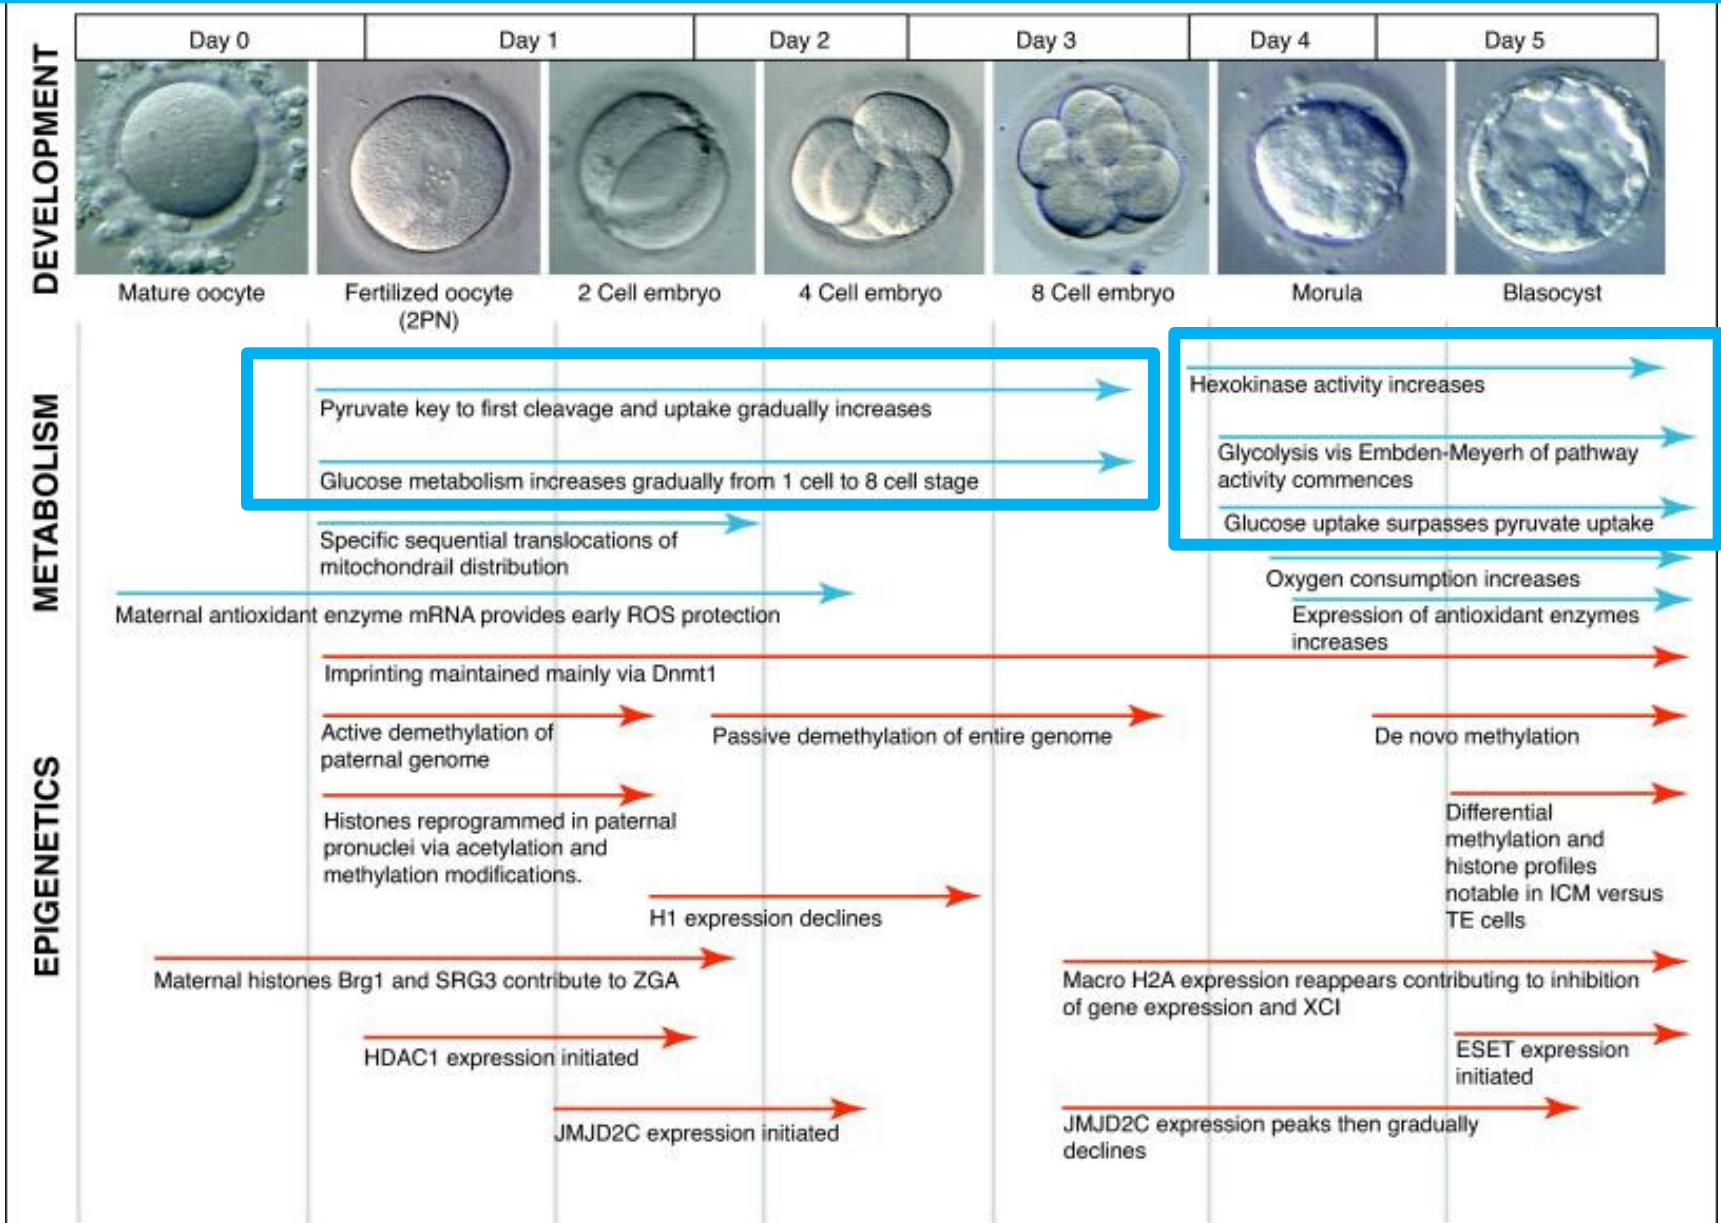 Day 0
Day 1
Day 2
Day 3
Day 4
Day 5
DEVELOPMENT
Mature oocyte
Fertilized oocyte
(2PN)
2 Cell embryo
4 Cell embryo
8 Cell embryo
Morula
Blasocyst
METABOLISM
Pyruvate key to first cleavage and uptake gradually increases
Glucose metabolism increases gradually from 1 cell to 8 cell stage
Specific sequential translocations of
mitochondrail distribution
Maternal antioxidant enzyme mRNA provides early ROS protection
Hexokinase activity increases
Glycolysis vis Embden-Meyerh of pathway
activity commences
Glucose uptake surpasses pyruvate uptake
Oxygen consumption increases
Expression of antioxidant enzymes
increases
EPIGENETICS
Imprinting maintained mainly via Dnmt1
Active demethylation of
paternal genome
Passive demethylation of entire genome
De novo methylation
Histones reprogrammed in paternal
pronuclei via acetylation and
methylation modifications.
Differential
methylation and
histone profiles
notable in ICM versus
TE cells
H1 expression declines
Maternal histones Brg1 and SRG3 contribute to ZGA
Macro H2A expression reappears contributing to inhibition
of gene expression and XCI
HDAC1 expression initiated
ESET expression
initiated
JMJD2C expression initiated
JMJD2C expression peaks then gradually
declines